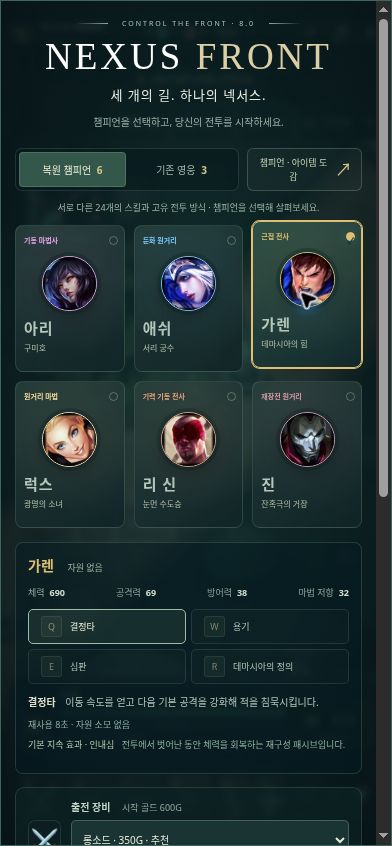 CONTROL THE FRONT · 8.0
NEXUS FRONT
세 개의 길. 하나의 넥서스.
챔피언을 선택하고, 당신의 전투를 시작하세요.
복원 챔피언 6
기존 영웅 3
챔피언 · 아이템 도
감
서로 다른 24개의 스킬과 고유 전투 방식 · 챔피언을 선택해 살펴보세요.
기동 마법사
아리
구미호
둔화 원거리
애쉬
서리 궁수
근접 전사
가렌
데마시아의 힘
원거리 마법
럭스
광명의 소녀
기력 기동 전사
리 신
눈먼 수도승
재장전 원거리
진
잔혹극의 거장
가렌 자원 없음
체력 690 공격력 69 방어력 38 마법 저항 32
Q 결정타
W 용기
E 심판
R 데마시아의 정의
결정타 이동 속도를 얻고 다음 기본 공격을 강화해 적을 침묵시킵니다.
재사용 8초 · 자원 소모 없음
기본 지속 효과 · 인내심 전투에서 벗어난 동안 체력을 회복하는 재구성 패시브입니다.
출전 장비 시작 골드 600G
롱소드 · 350G · 추천